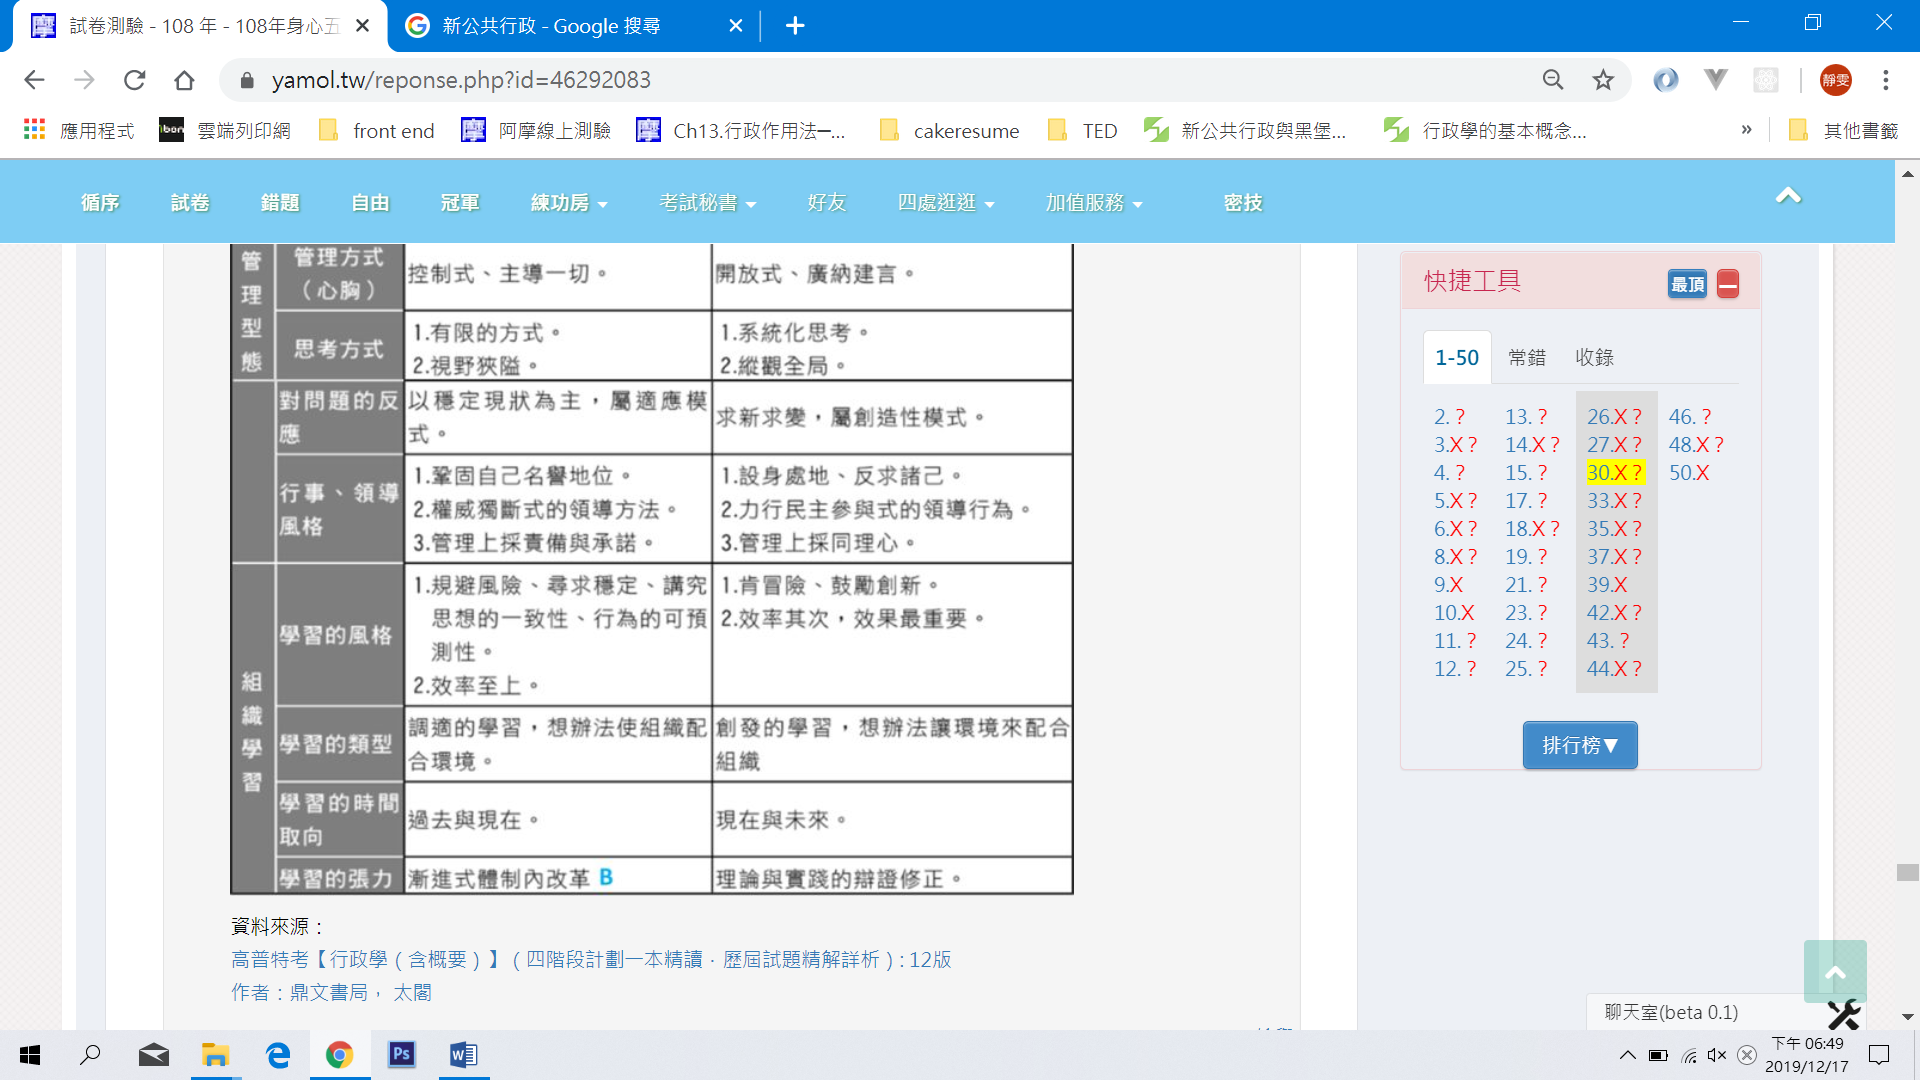 試卷測驗 - 108 年 - 108年身心五
新公共行政 - Google 搜尋
yamol.tw/reponse.php?id=46292083
靜雯
應用程式
ibon
雲端列印網
front end
摩
阿摩線上測驗
摩
Ch13.行政作用法—...
cakeresume
TED
新公共行政與黑堡...
行政學的基本概念...
»
其他書籤
循序 試卷 錯題 自由 冠軍 練功房 考試秘書 好友 四處逛逛 加值服務 密技
管理型態
管理方式（心胸）
控制式、主導一切。
開放式、廣納建言。
思考方式
1.有限的方式。
2.視野狹隘。
1.系統化思考。
2.縱觀全局。
對問題的反應
以穩定現狀為主，屬適應模式。
求新求變，屬創造性模式。
行事、領導風格
1.鞏固自己名譽地位。
2.權威獨斷式的領導方法。
3.管理上採責備與承諾。
1.設身處地、反求諸己。
2.力行民主參與式的領導行為。
3.管理上採同理心。
組織學習
學習的風格
1.規避風險、尋求穩定、講究
思想的一致性、行為的可預
測性。
2.效率至上。
1.肯冒險、鼓勵創新。
2.效率其次，效果最重要。
學習的類型
調適的學習，想辦法使組織配
合環境。
創發的學習，想辦法讓環境來配合
組織
學習的時間取向
過去與現在。
現在與未來。
學習的張力
漸進式體制內改革 B
理論與實踐的辯證修正。
資料來源：
高普特考【行政學（含概要）】（四階段計劃一本精讀．歷屆試題精解詳析）: 12版
作者：鼎文書局， 太閣
快捷工具
最頂
1-50 常錯 收錄
2. ? 13. ? 26.X ? 46. ?
3.X ? 14.X ? 27.X ? 48.X ?
4. ? 15. ? 30.X ? 50.X
5.X ? 17. ? 33.X ?
6.X ? 18.X ? 35.X ?
8.X ? 19. ? 37.X ?
9.X 21. ? 39.X
10.X 23. ? 42.X ?
11. ? 24. ? 43. ?
12. ? 25. ? 44.X ?
排行榜▼
聊天室(beta 0.1)
Ps
下午 06:49
2019/12/17